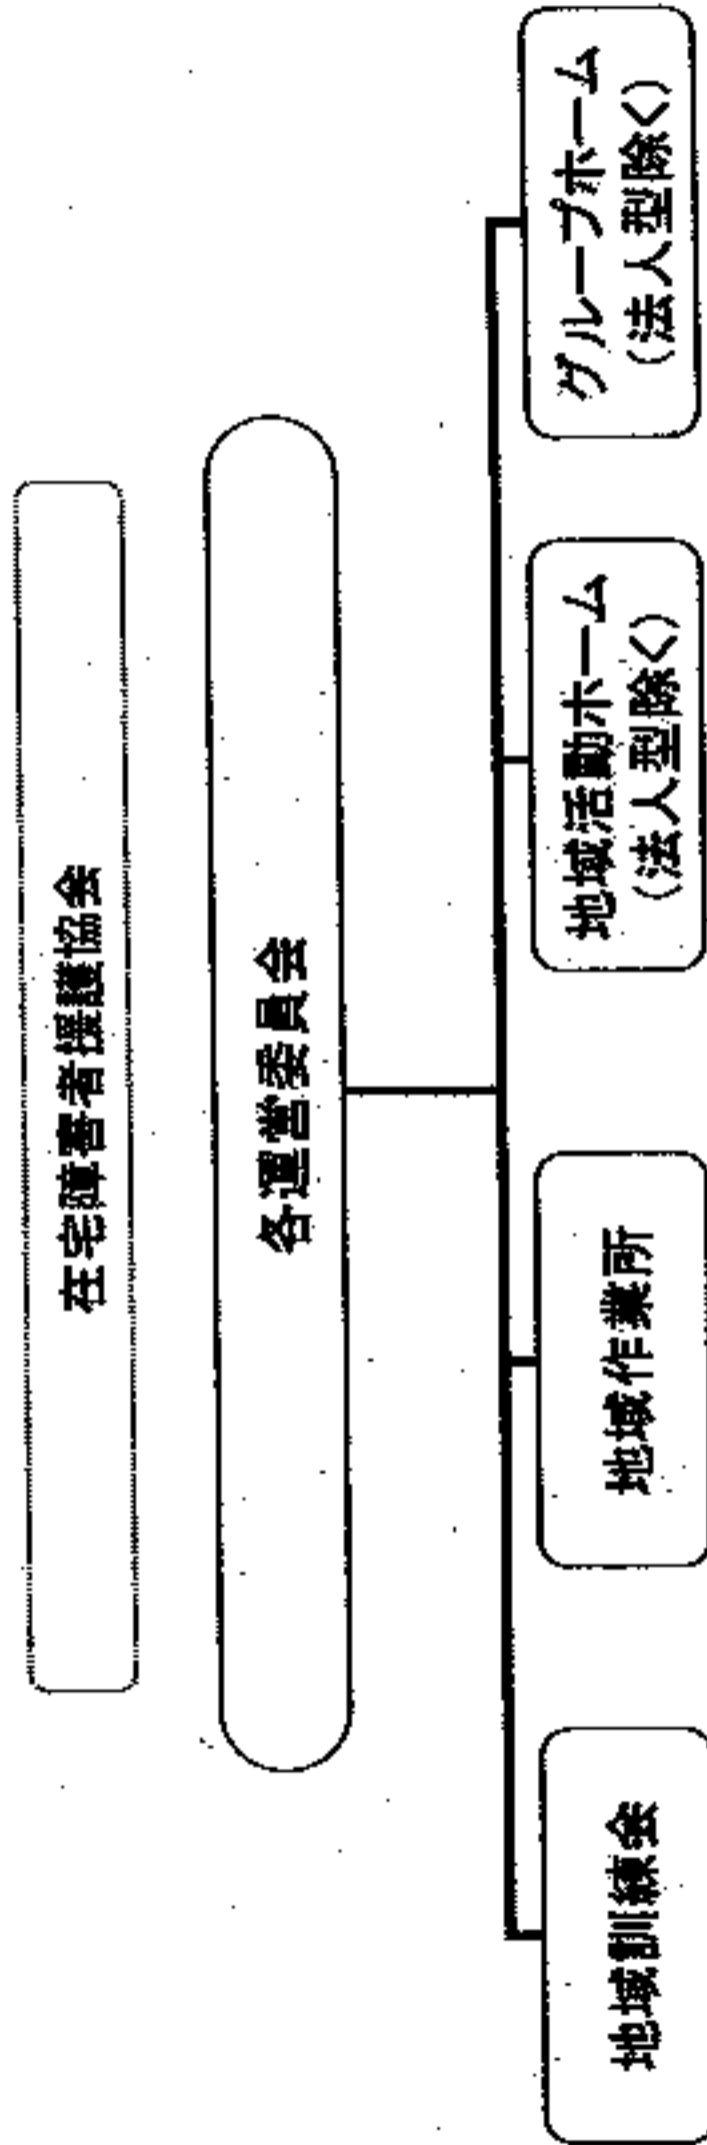 在宅障害者援護協会
各運営委員会
地域訓練会
地域作業所
地域活動ホーム
（法人型除く）
グループホーム
（法人型除く）